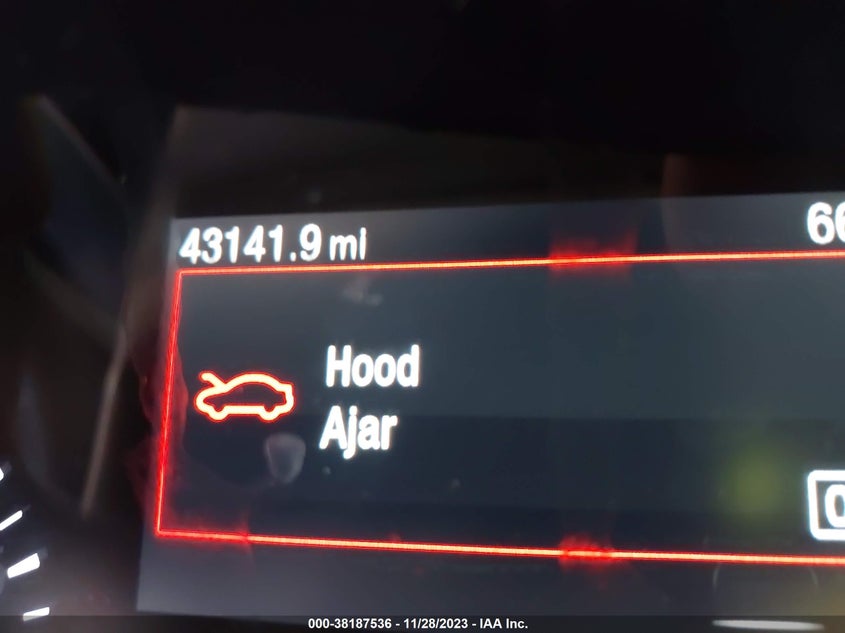 43141.9 mi
Hood
Ajar
000-38187536 - 11/28/2023 - IAA Inc.